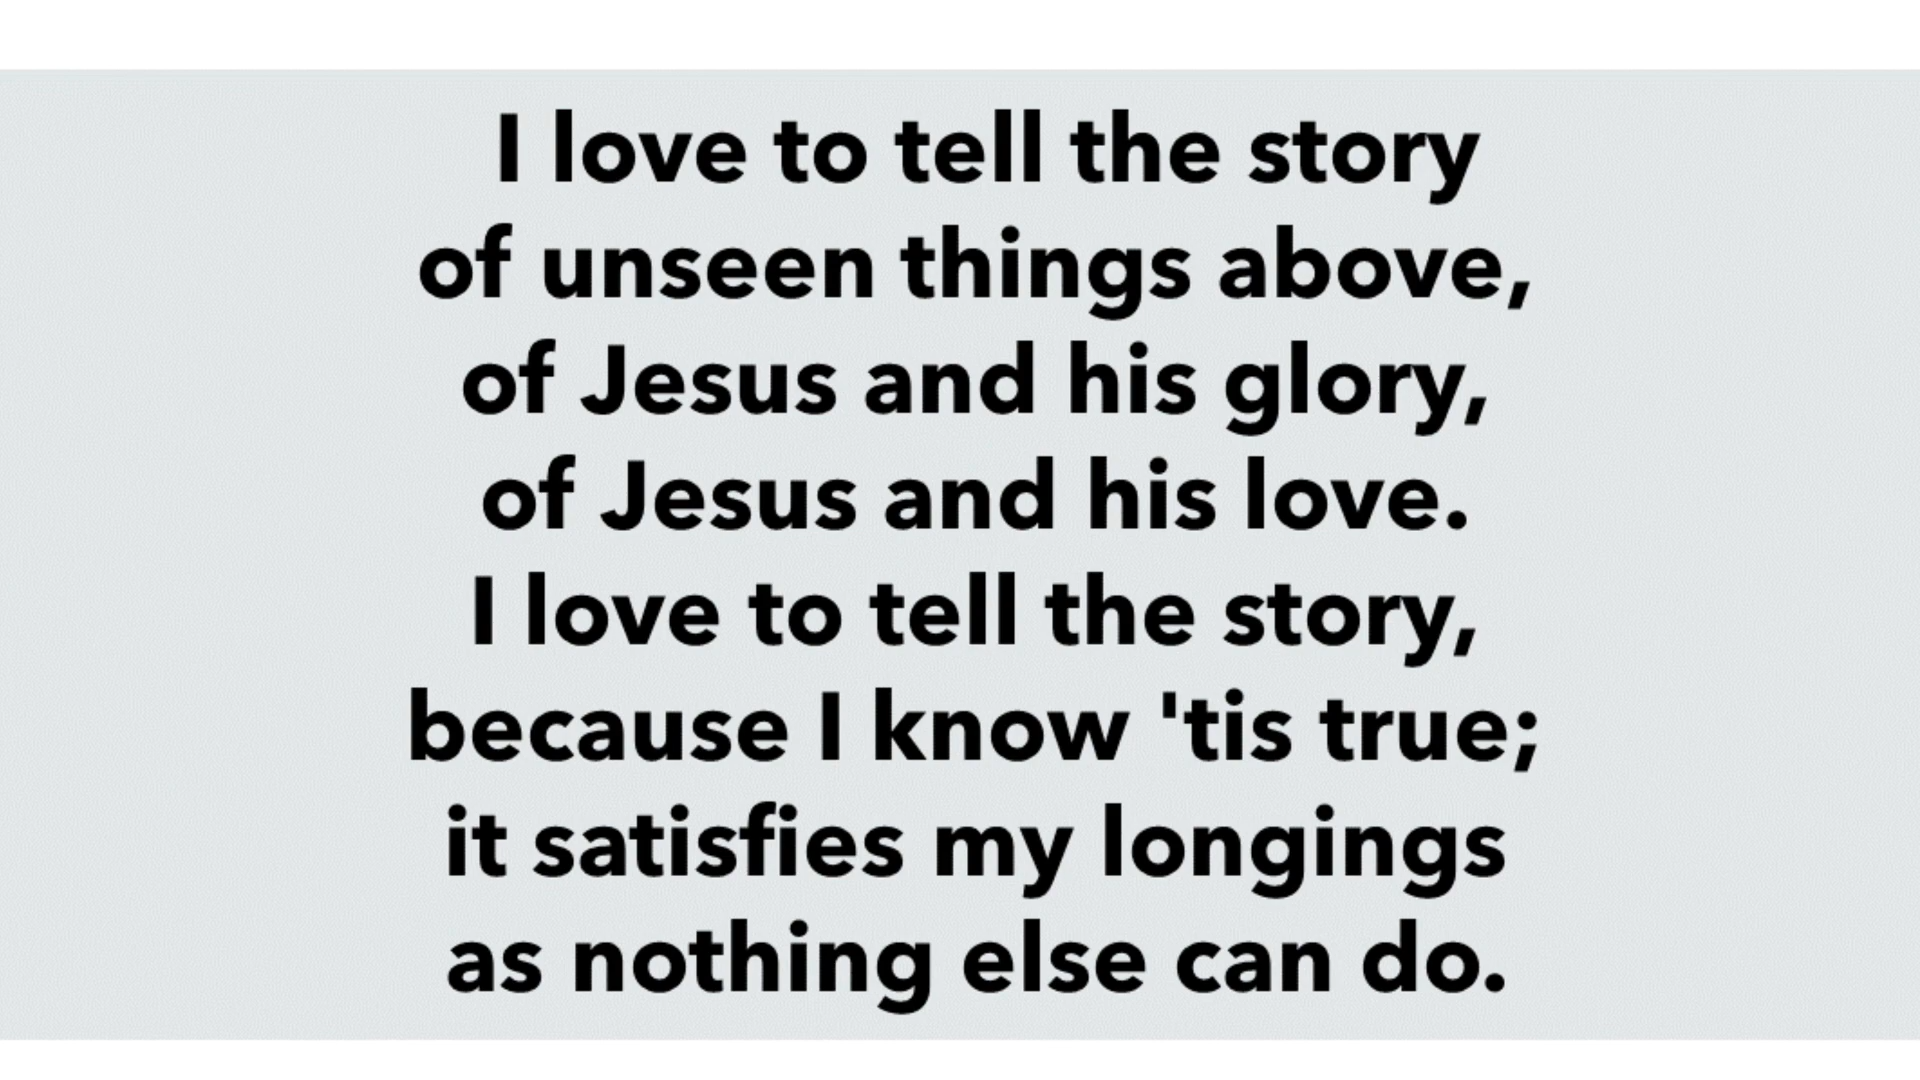 I love to tell the story
of unseen things above,
of Jesus and his glory,
of Jesus and his love.
I love to tell the story,
because I know 'tis true;
it satisfies my longings
as nothing else can do.